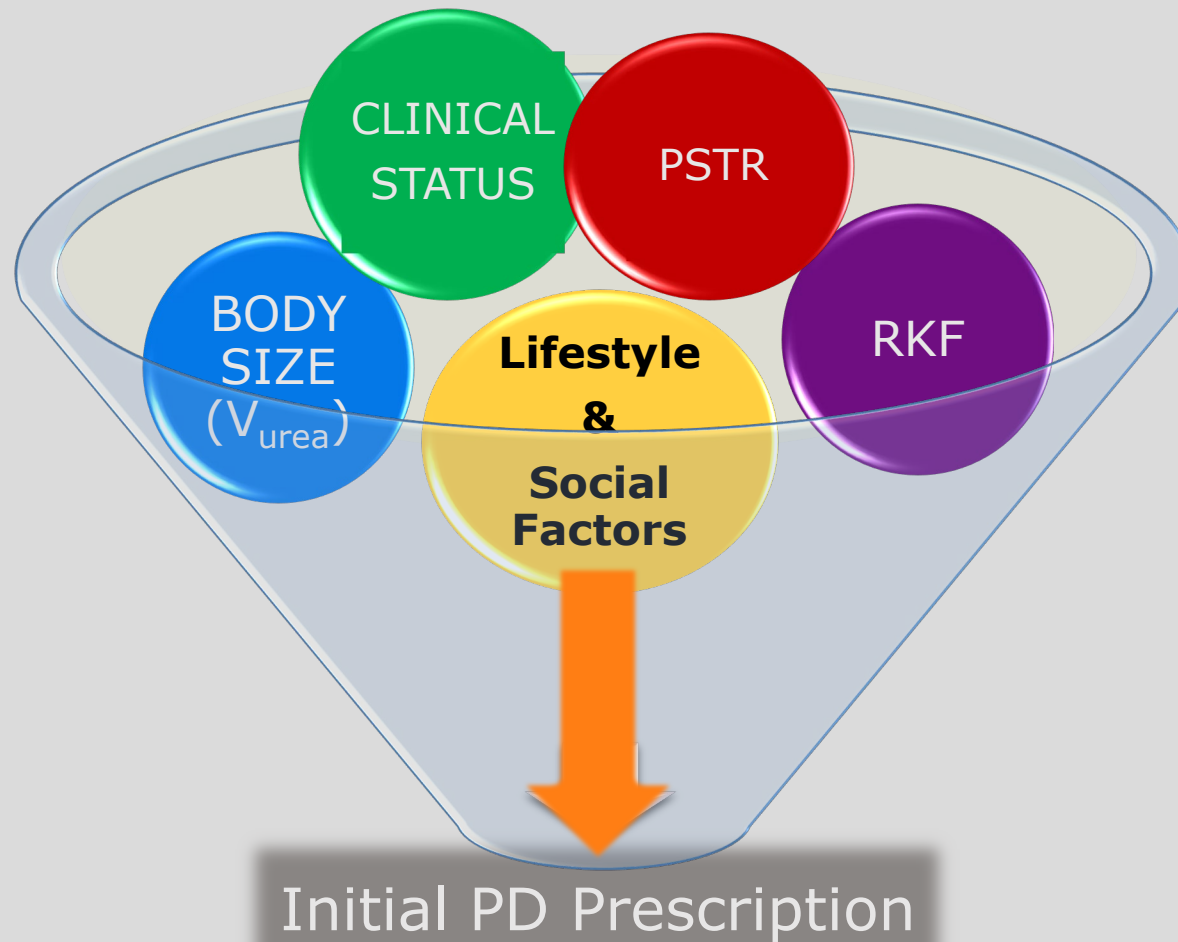 CLINICAL
STATUS
PSTR
BODY
SIZE
(Vurea)
Lifestyle
&
Social
Factors
RKF
Initial PD Prescription